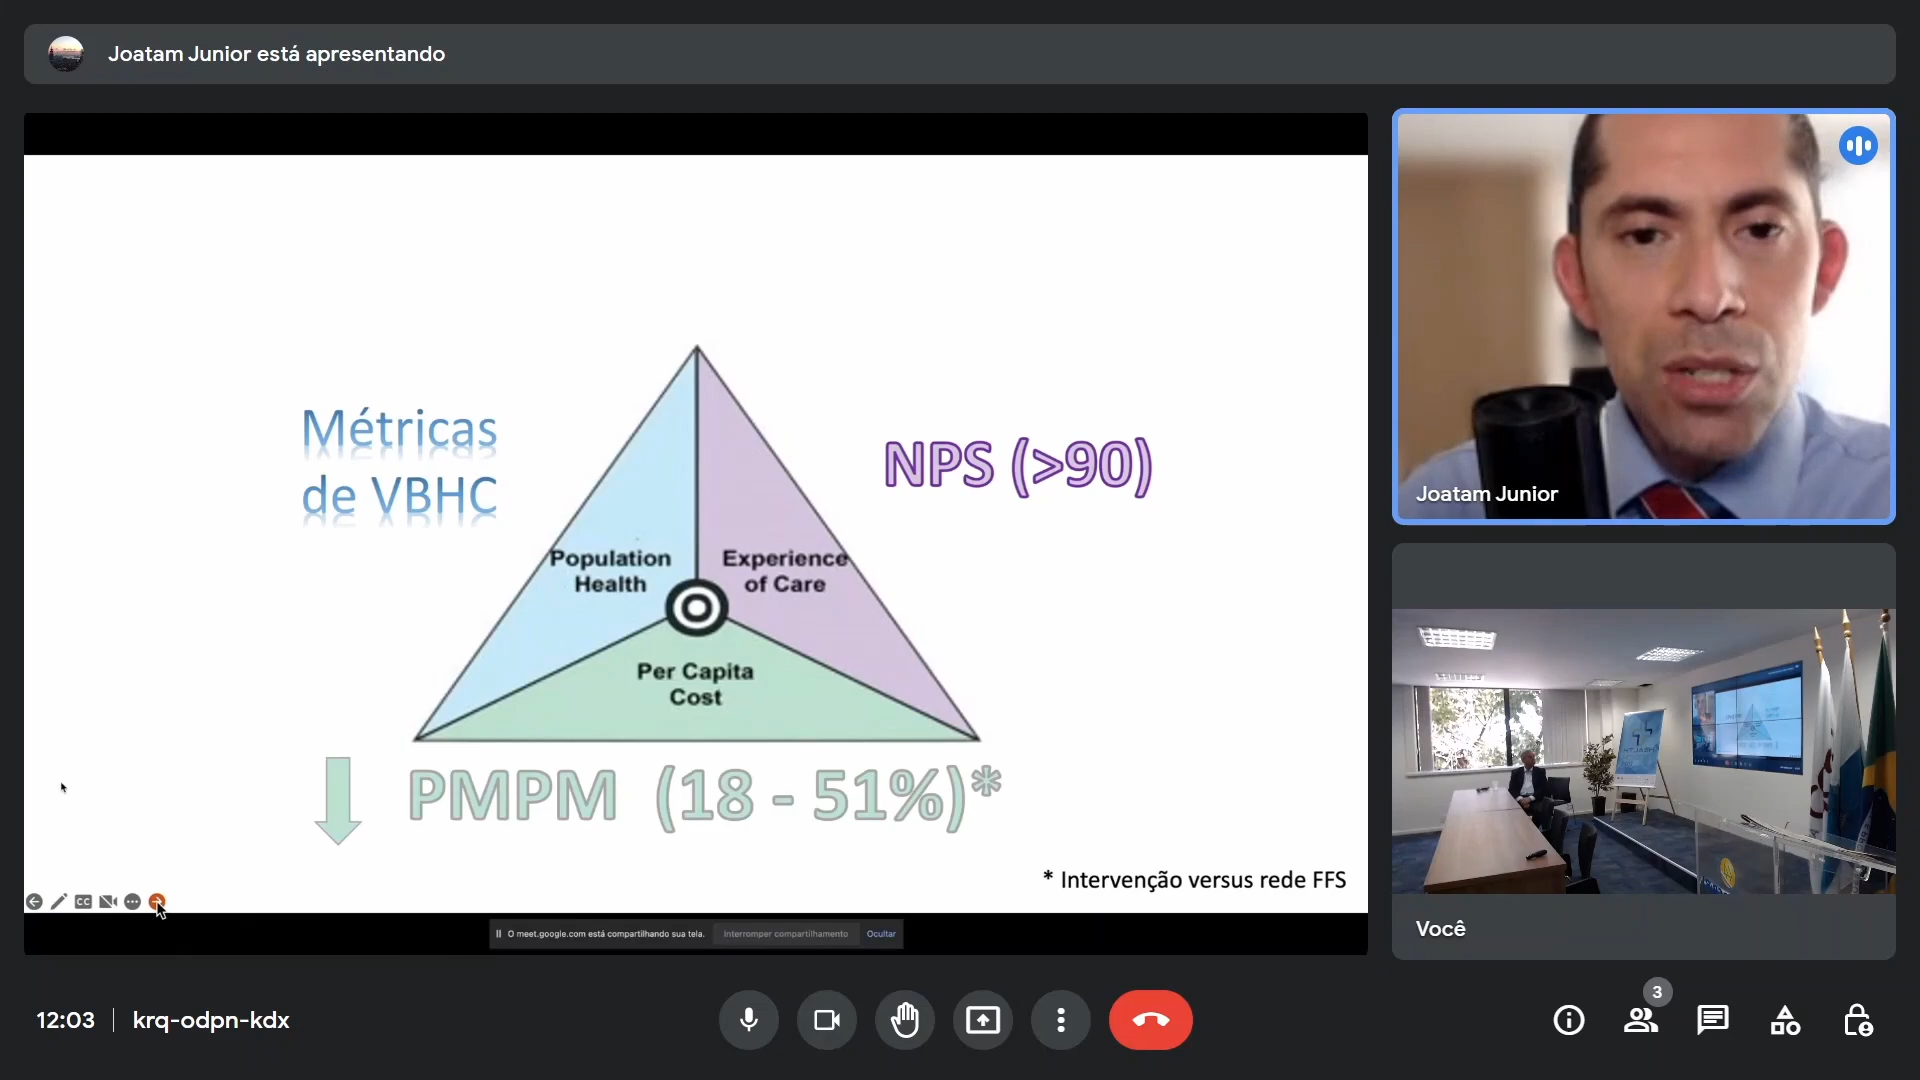 Joatam Junior está apresentando
Métricas
de VBHC
NPS (>90)
Population
Health
Experience
of Care
Per Capita
Cost
PMPM (18 - 51%)*
* Intervenção versus rede FFS
CC
O meet.google.com está compartilhando sua tela.
Interromper compartilhamento
Ocultar
Joatam Junior
Você
12:03
krq-odpn-kdx
3